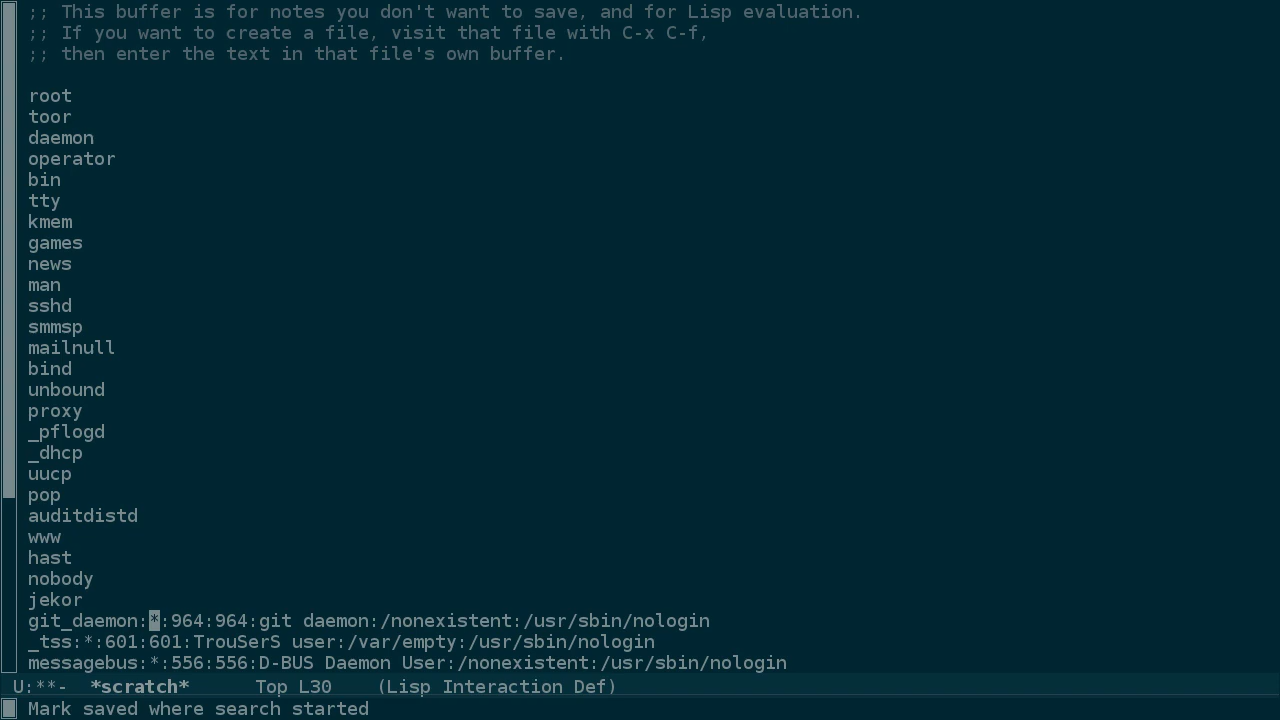 ;; This buffer is for notes you don't want to save, and for Lisp evaluation.
;; If you want to create a file, visit that file with C-x C-f,
;; then enter the text in that file's own buffer.
root
toor
daemon
operator
bin
tty
kmem
games
news
man
sshd
smmsp
mailnull
bind
unbound
proxy
_pflogd
_dhcp
uucp
pop
auditdistd
www
hast
nobody
jekor
git_daemon:*:964:964:git daemon:/nonexistent:/usr/sbin/nologin
_tss:*:601:601:TrouSerS user:/var/empty:/usr/sbin/nologin
messagebus:*:556:556:D-BUS Daemon User:/nonexistent:/usr/sbin/nologin
U:**-  *scratch*      Top L30    (Lisp Interaction Def)
Mark saved where search started